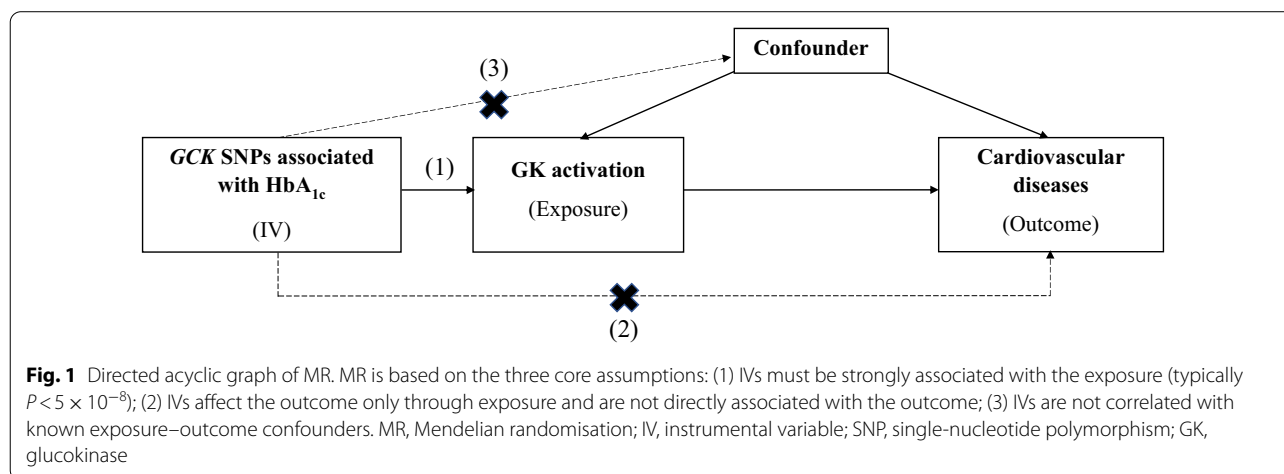 Confounder
(3)
GCK SNPs associated
with HbA1c
(IV)
(1)
GK activation
(Exposure)
Cardiovascular
diseases
(Outcome)
(2)
Fig. 1 Directed acyclic graph of MR. MR is based on the three core assumptions: (1) IVs must be strongly associated with the exposure (typically
P < 5 × 10−8); (2) IVs affect the outcome only through exposure and are not directly associated with the outcome; (3) IVs are not correlated with
known exposure–outcome confounders. MR, Mendelian randomisation; IV, instrumental variable; SNP, single-nucleotide polymorphism; GK,
glucokinase